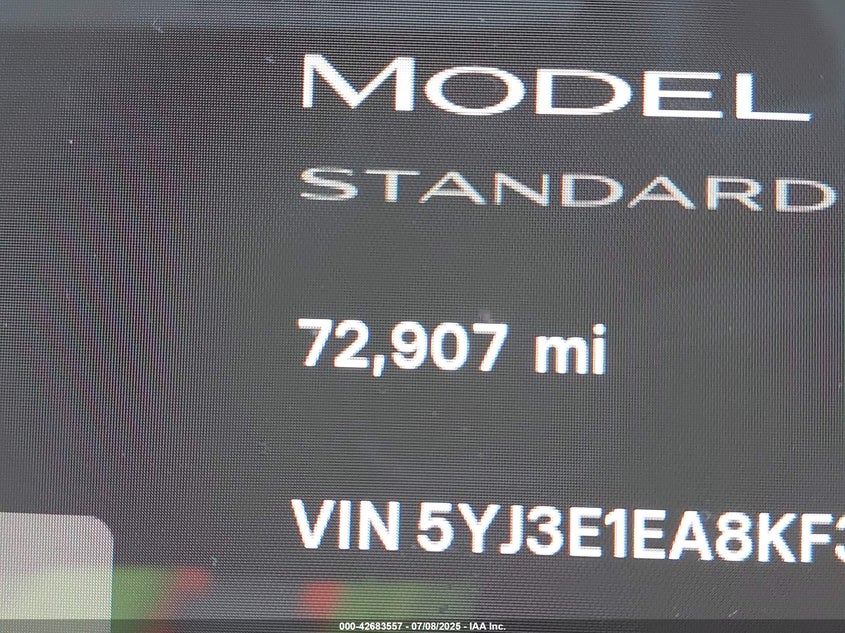 MODEL
STANDARD
72,907 mi
VIN 5YJ3E1EA8KF3
000-42683557 - 07/08/2025 - IAA Inc.